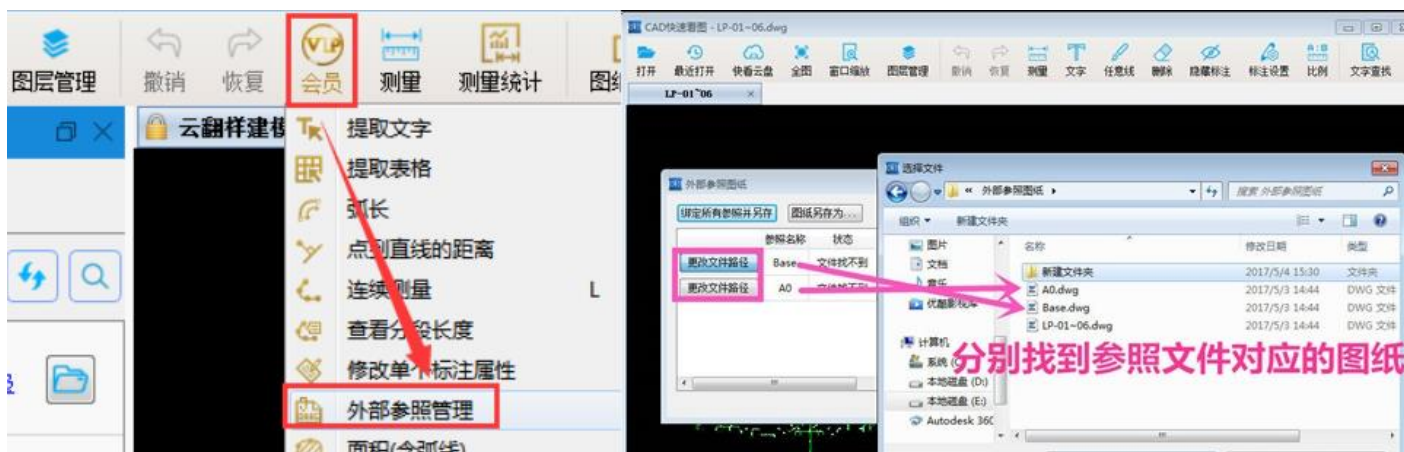 图层管理
撤消
恢复
VIP
会员
测量
测量统计
云翻样建模
提取文字
提取表格
弧长
点到直线的距离
连续测量 L
查看分段长度
修改单个标注属性
外部参照管理
面积(含弧线)
CAD快速看图 - LP-01~06.dwg
打开 最近打开 快看云盘 全图 窗口缩放 图层管理 撤消 恢复 测量 文字 任意线 删除 隐藏标注 标注设置 比例 文字查找
LP-01~06
外部参照图纸
绑定所有参照并另存 图纸另存为...
参照名称 状态
更改文件路径 Base 文件找不到
更改文件路径 A0 文件找不到
选择文件
« 外部参照图纸
搜索 外部参照图纸
组织 新建文件夹
图片
文档
音乐
优酷影视库
计算机
系统 (C
本地磁盘 (D:)
本地磁盘 (E:)
Autodesk 360
名称 修改日期 类型
新建文件夹 2017/5/4 15:30 文件夹
A0.dwg 2017/5/3 14:44 DWG 文件
Base.dwg 2017/5/3 14:44 DWG 文件
LP-01~06.dwg 2017/5/3 14:44 DWG 文件
分别找到参照文件对应的图纸